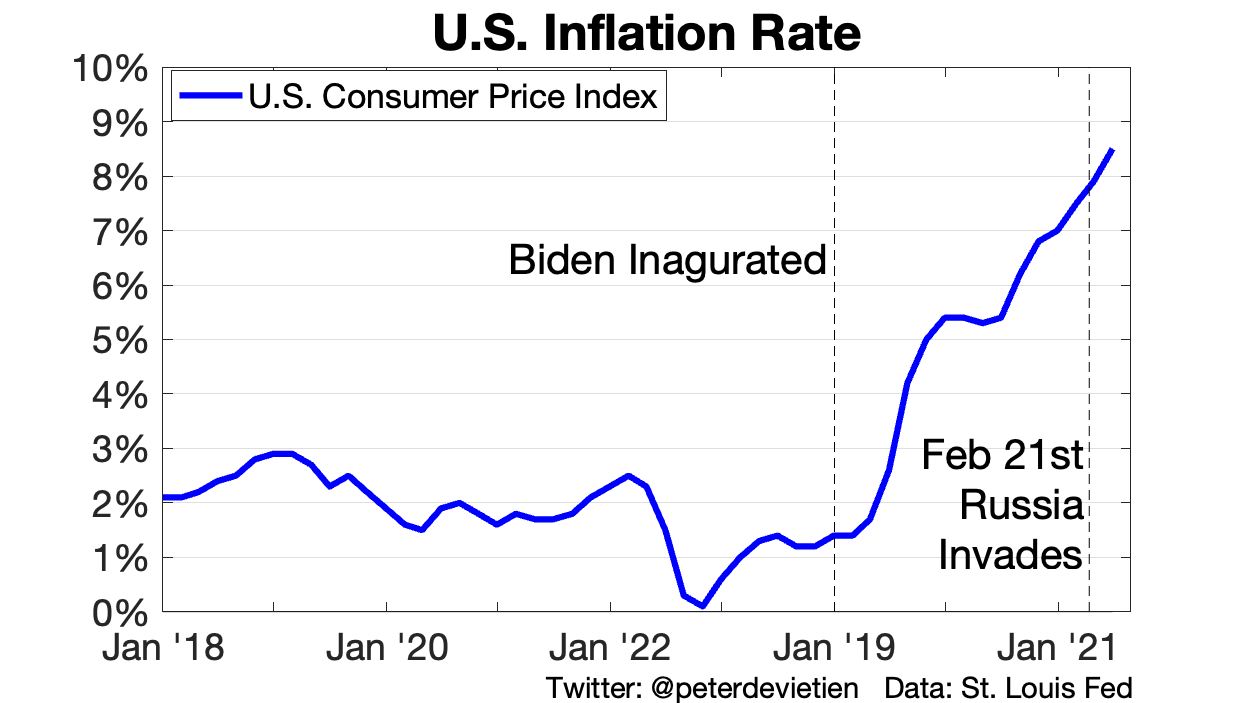 U.S. Inflation Rate
10%
U.S. Consumer Price Index
9%
8%
7%
Biden Inagurated
6%
5%
4%
3%
Feb 21st
2%
Russia
1%
Invades
0%
Jan '18 Jan '20 Jan '22 Jan '19 Jan '21
Twitter: @peterdevietien Data: St. Louis Fed